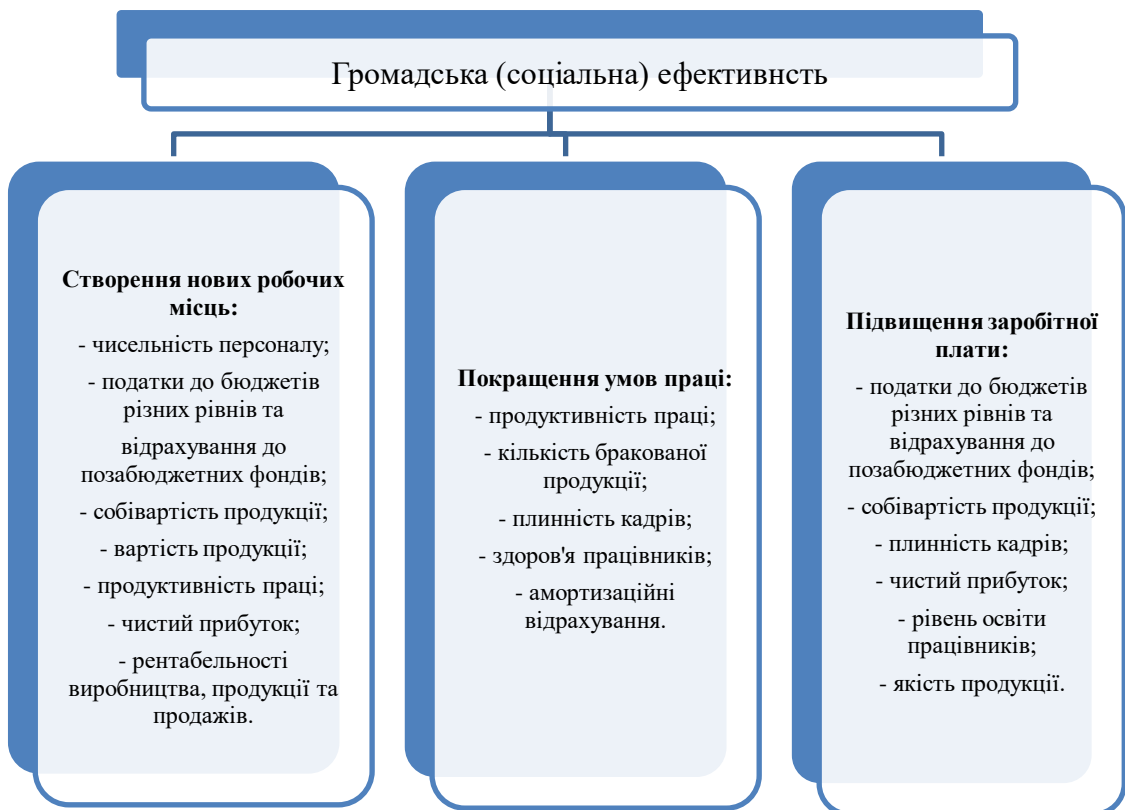 Громадська (соціальна) ефективнсть
Створення нових робочих
місць:
- чисельність персоналу;
- податки до бюджетів
різних рівнів та
відрахування до
позабюджетних фондів;
- собівартість продукції;
- вартість продукції;
- продуктивність праці;
- чистий прибуток;
- рентабельності
виробництва, продукції та
продажів.
Покращення умов праці:
- продуктивність праці;
- кількість бракованої
продукції;
- плинність кадрів;
- здоров'я працівників;
- амортизаційні
відрахування.
Підвищення заробітної
плати:
- податки до бюджетів
різних рівнів та
відрахування до
позабюджетних фондів;
- собівартість продукції;
- плинність кадрів;
- чистий прибуток;
- рівень освіти
працівників;
- якість продукції.